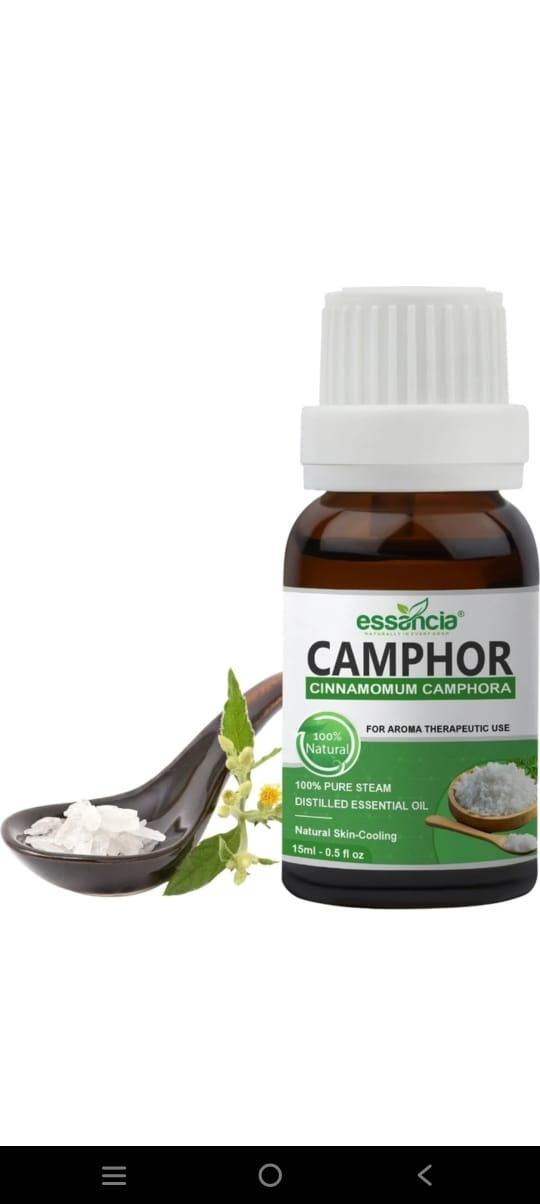 essancia®
NATURALLY IN EVERY DROP
CAMPHOR
CINNAMOMUM CAMPHORA
FOR AROMA THERAPEUTIC USE
100%
Natural
100% PURE STEAM
DISTILLED ESSENTIAL OIL
Natural Skin-Cooling
15ml - 0.5 fl oz